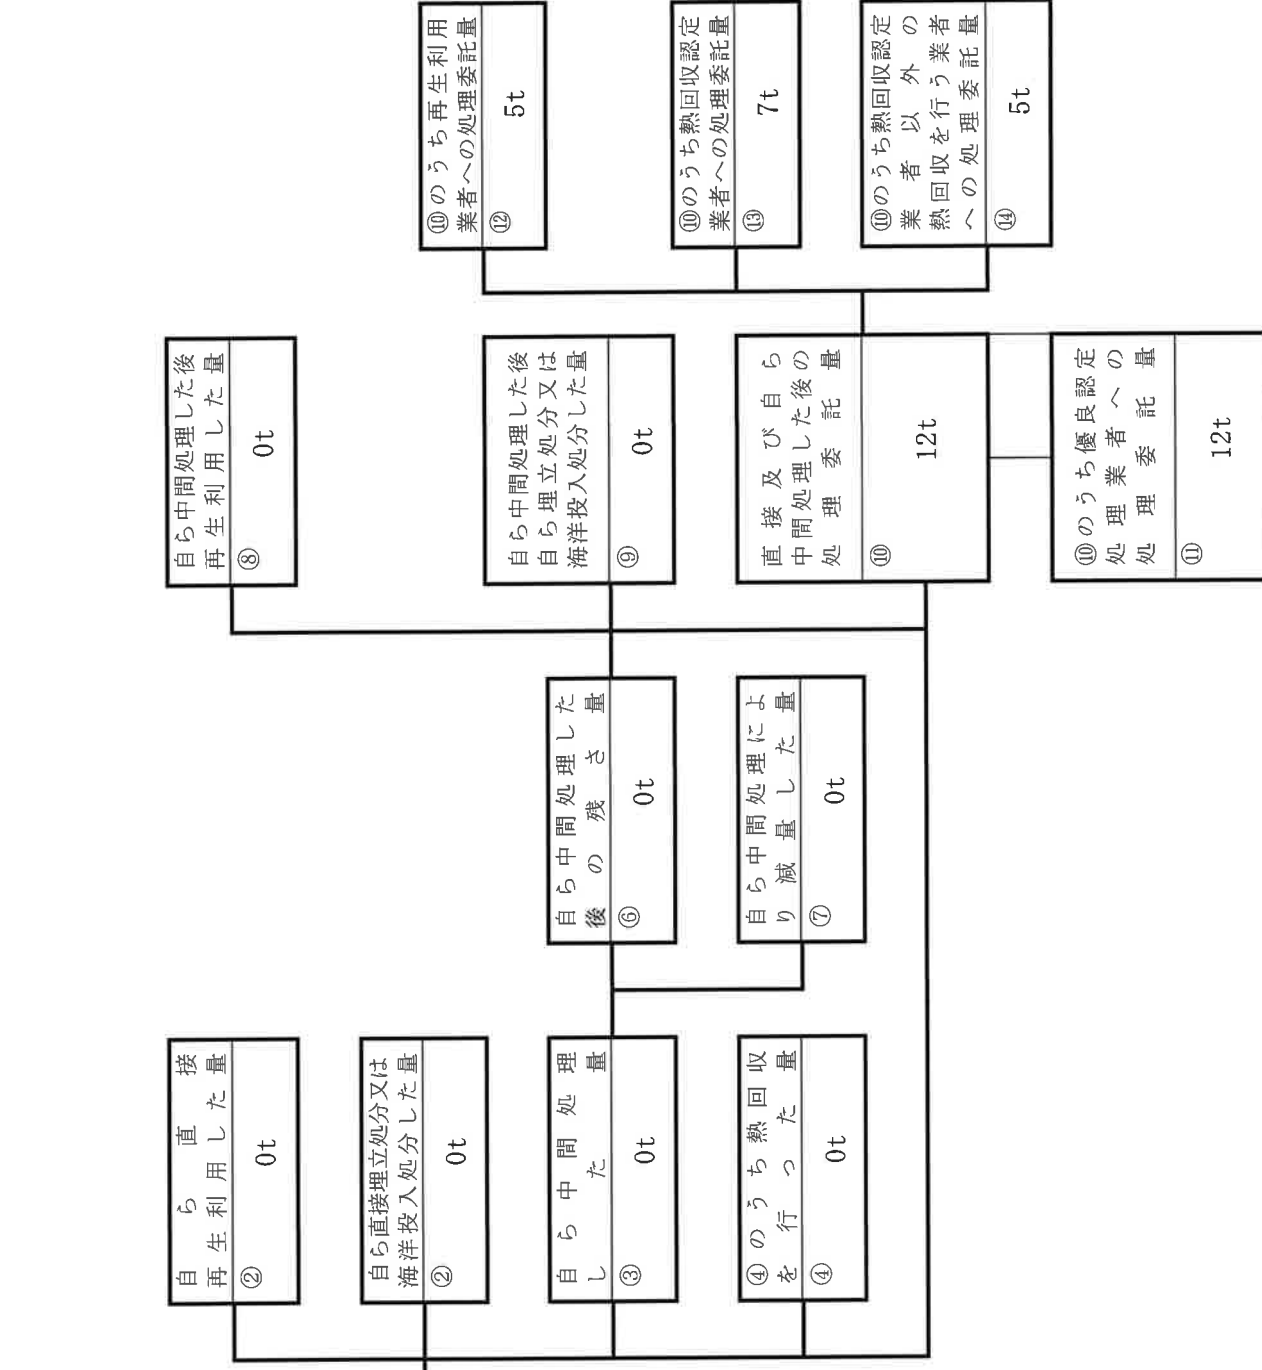 自ら直接
再生利用した量
②
0t
自ら直接埋立処分又は
海洋投入処分した量
②
0t
自ら中間処理
した量
③
0t
④のうち熱回収
を行った量
④
0t
自ら中間処理した
後の残さ量
⑥
0t
自ら中間処理によ
り減量した量
⑦
0t
自ら中間処理した後
再生利用した量
⑧
0t
自ら中間処理した後
自ら埋立処分又は
海洋投入処分した量
⑨
0t
直接及び自ら
中間処理した後の
処理委託量
⑩
12t
⑩のうち優良認定
処理業者への
処理委託量
⑪
12t
⑩のうち再生利用
業者への処理委託量
⑫
5t
⑩のうち熱回収認定
業者への処理委託量
⑬
7t
⑩のうち熱回収認定
業者以外の
熱回収を行う業者
への処理委託量
⑭
5t